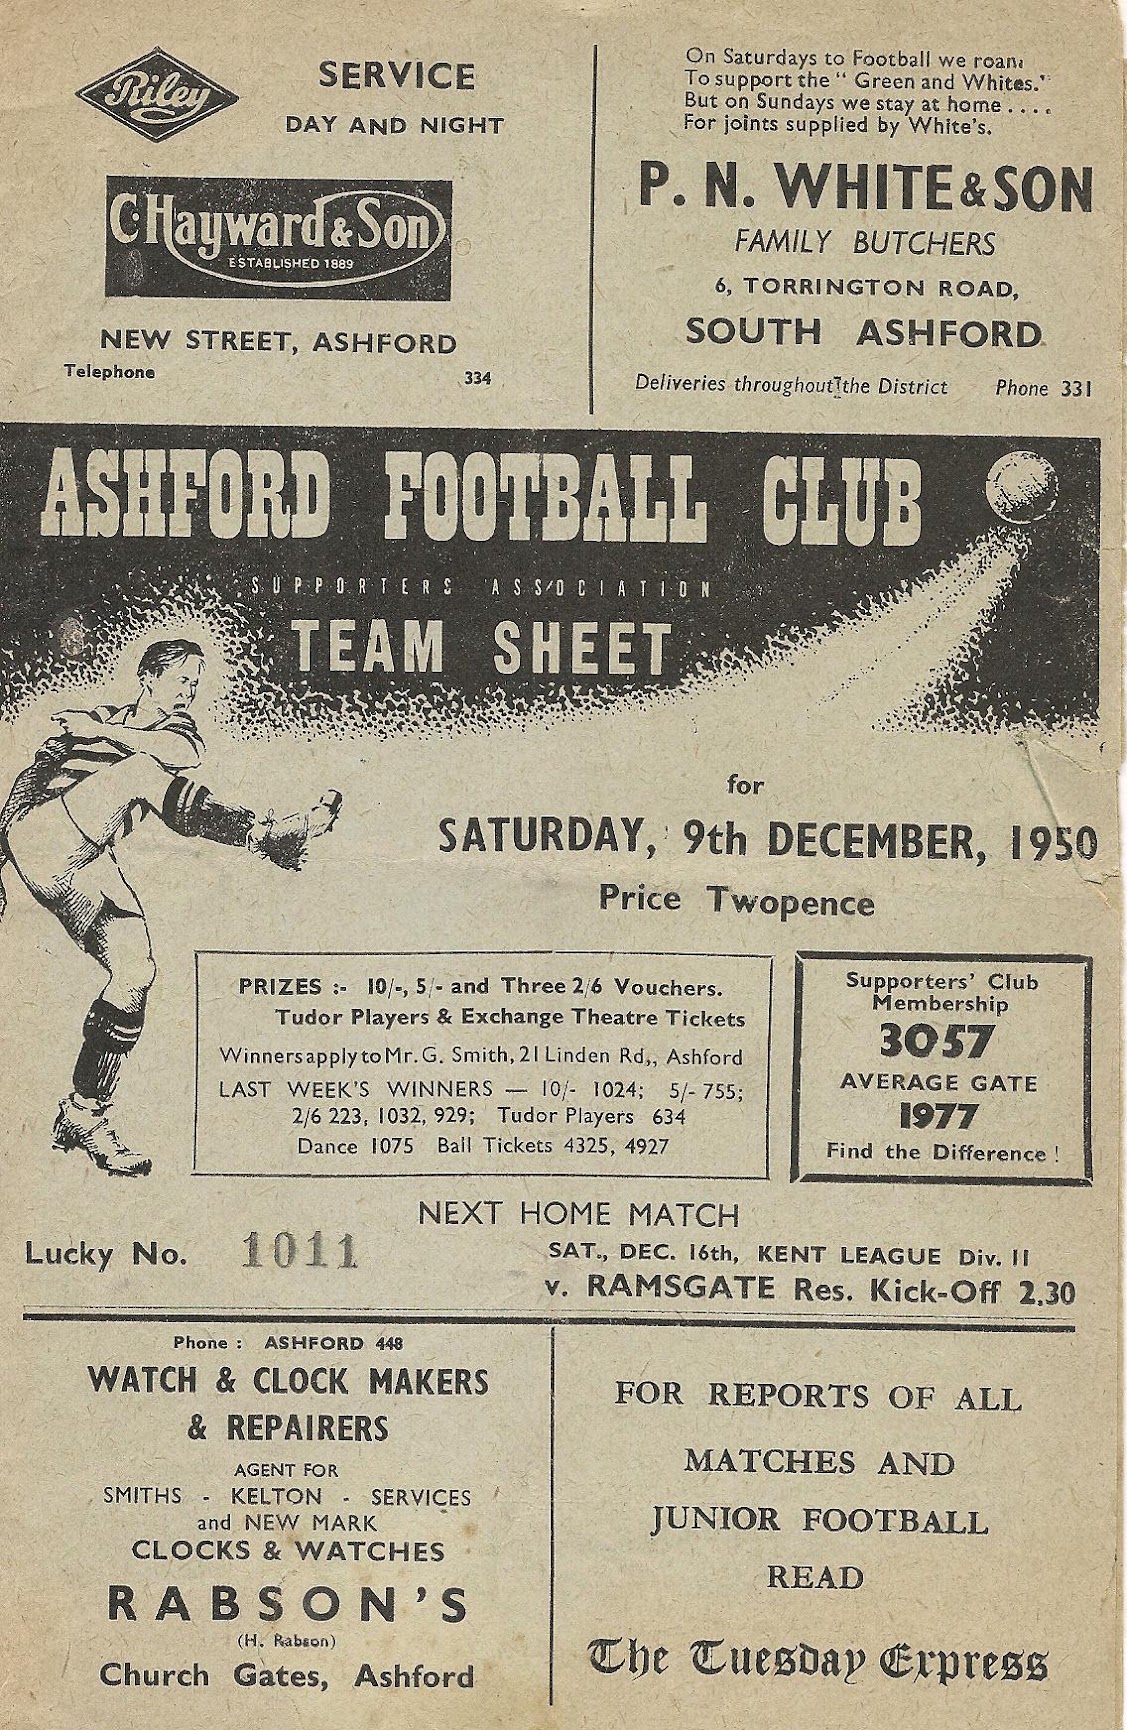 Riley
SERVICE
DAY AND NIGHT
C. Hayward & Son
ESTABLISHED 1889
NEW STREET, ASHFORD
Telephone 334
On Saturdays to Football we roam
To support the " Green and Whites."
But on Sundays we stay at home . . . .
For joints supplied by White's.
P. N. WHITE & SON
FAMILY BUTCHERS
6, TORRINGTON ROAD,
SOUTH ASHFORD
Deliveries throughout the District Phone 331
ASHFORD FOOTBALL CLUB
SUPPORTERS ASSOCIATION
TEAM SHEET
for
SATURDAY, 9th DECEMBER, 1950
Price Twopence
PRIZES :- 10/-, 5/- and Three 2/6 Vouchers.
Tudor Players & Exchange Theatre Tickets
Winners apply to Mr. G. Smith, 21 Linden Rd,, Ashford
LAST WEEK'S WINNERS — 10/- 1024; 5/- 755;
2/6 223, 1032, 929; Tudor Players 634
Dance 1075 Ball Tickets 4325, 4927
Supporters' Club
Membership
3057
AVERAGE GATE
1977
Find the Difference !
NEXT HOME MATCH
Lucky No. 1011
SAT., DEC. 16th, KENT LEAGUE Div. II
v. RAMSGATE Res. Kick-Off 2.30
Phone : ASHFORD 448
WATCH & CLOCK MAKERS
& REPAIRERS
AGENT FOR
SMITHS - KELTON - SERVICES
and NEW MARK
CLOCKS & WATCHES
RABSON'S
(H. Rabson)
Church Gates, Ashford
FOR REPORTS OF ALL
MATCHES AND
JUNIOR FOOTBALL
READ
The Tuesday Express